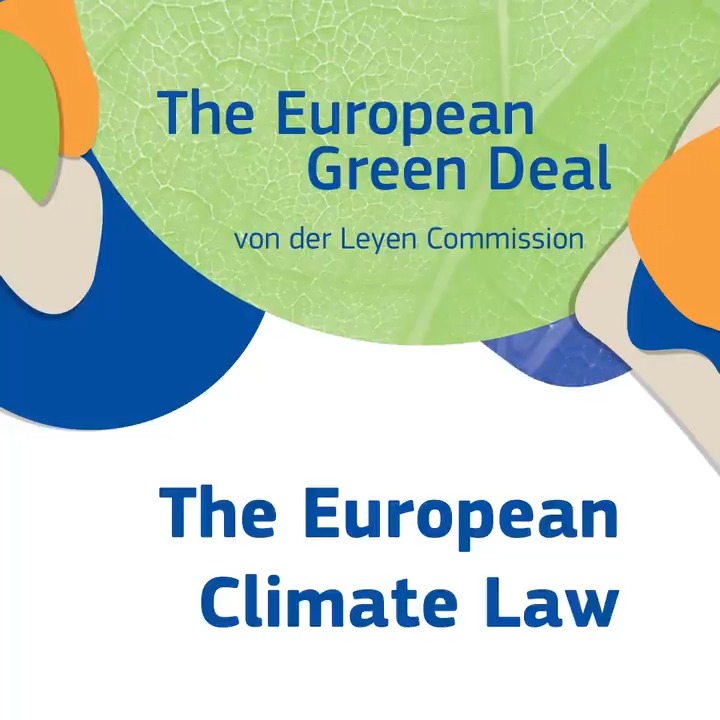 The European
Green Deal
von der Leyen Commission
The European
Climate Law